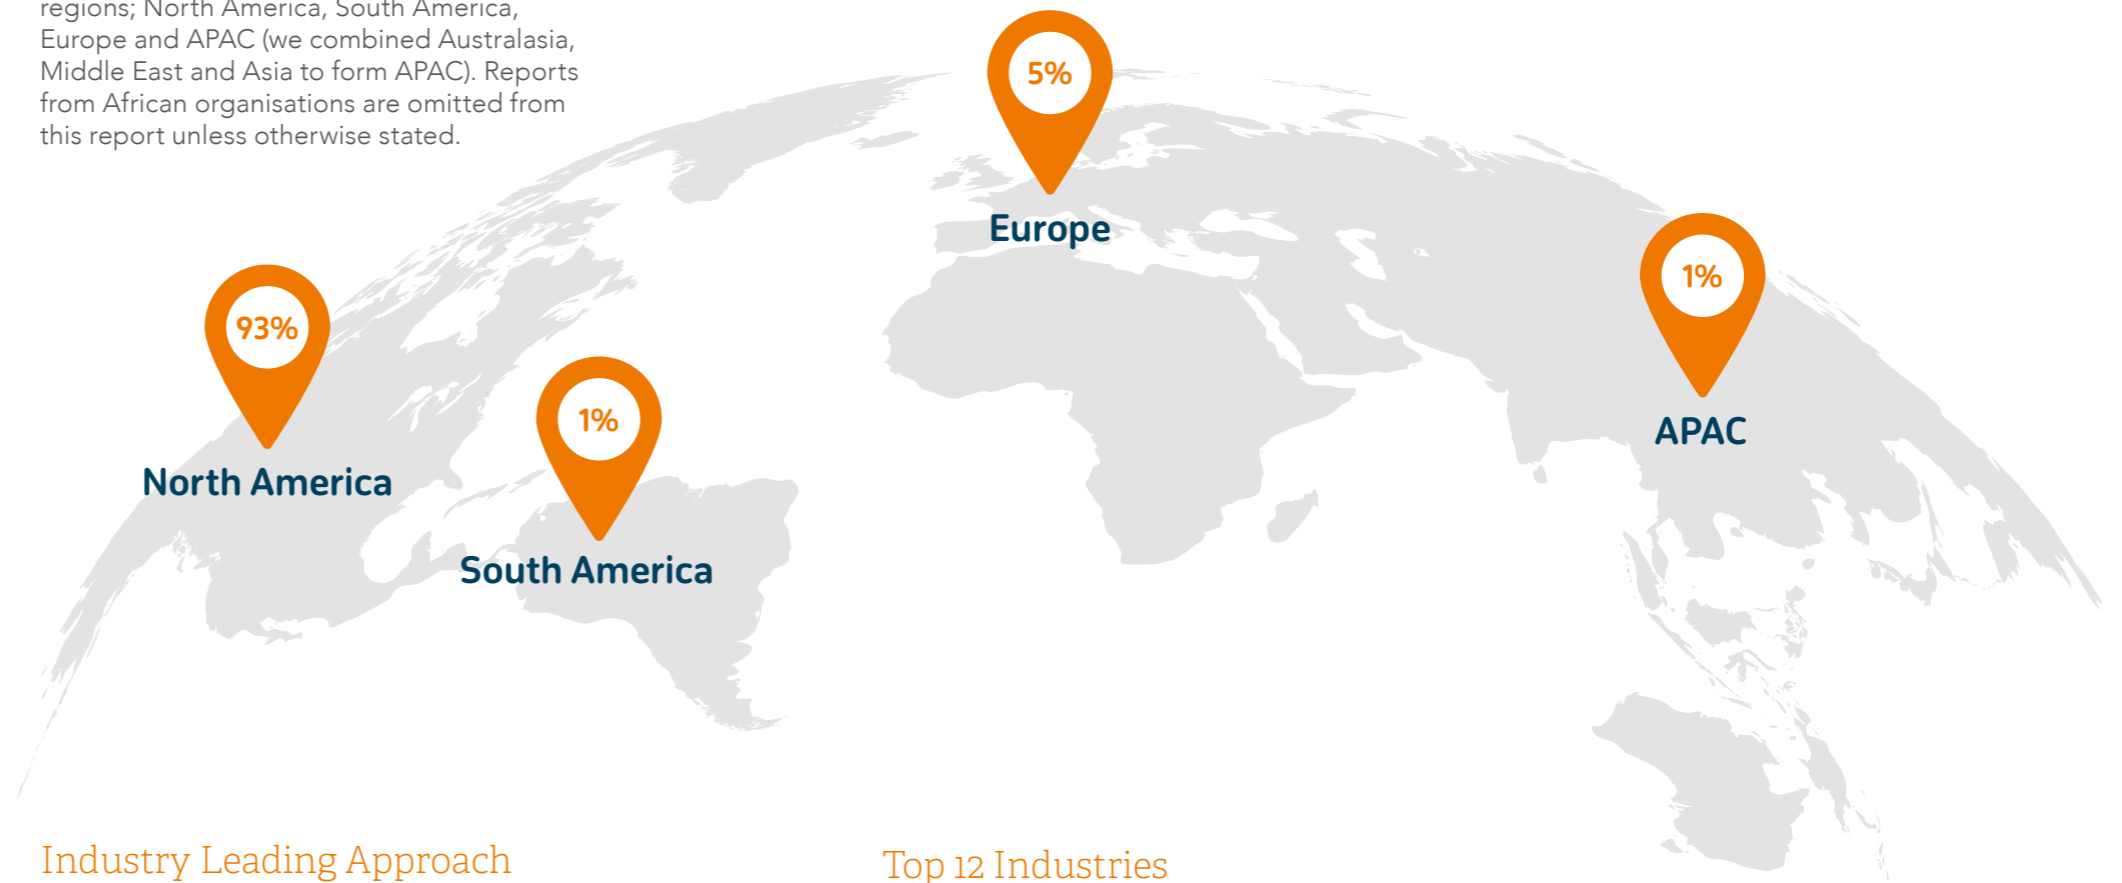 regions; North America, South America,
Europe and APAC (we combined Australasia,
Middle East and Asia to form APAC). Reports
from African organisations are omitted from
this report unless otherwise stated.
5%
Europe
1%
APAC
93%
North America
1%
South America
Industry Leading Approach
Top 12 Industries